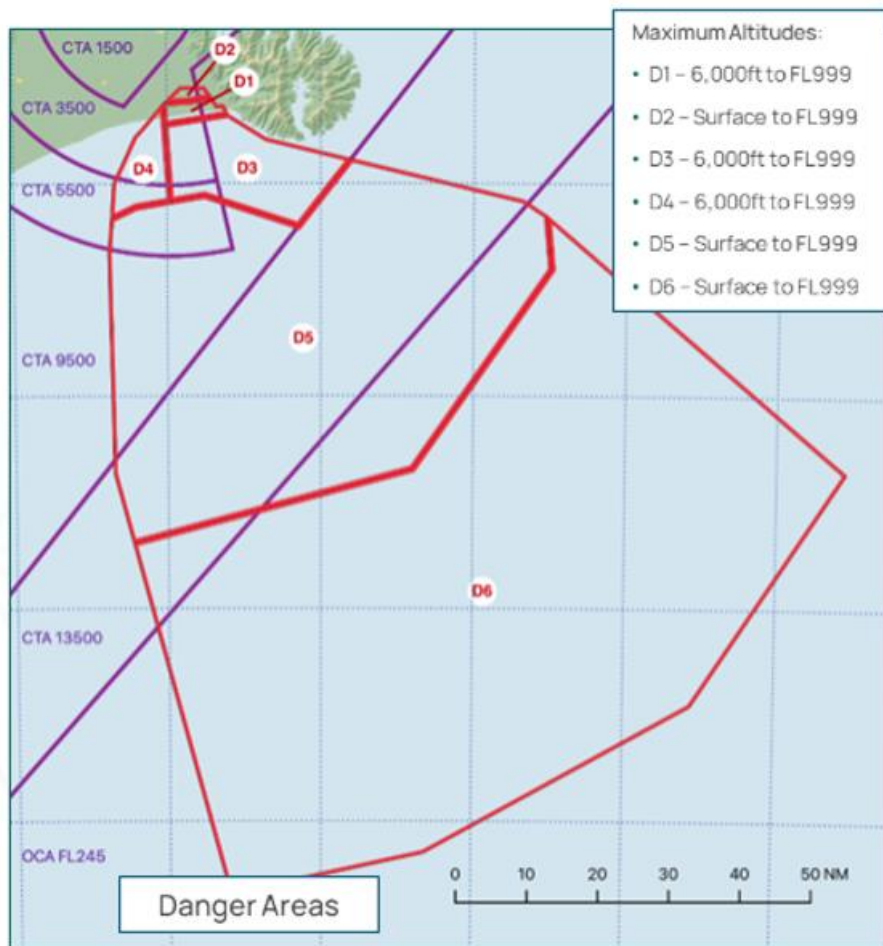 Maximum Altitudes:
• D1 – 6,000ft to FL999
• D2 – Surface to FL999
• D3 – 6,000ft to FL999
• D4 – 6,000ft to FL999
• D5 – Surface to FL999
• D6 – Surface to FL999
CTA 1500
D2
D1
CTA 3500
D4
D3
CTA 5500
D5
CTA 9500
D6
CTA 13500
OCA FL245
0 10 20 30 40 50 NM
Danger Areas